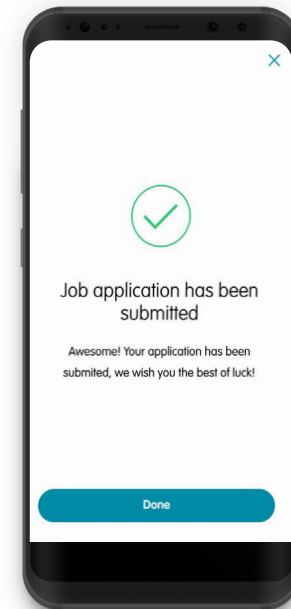 Job application has been
submitted
Awesome! Your application has been
submited, we wish you the best of luck!
Done